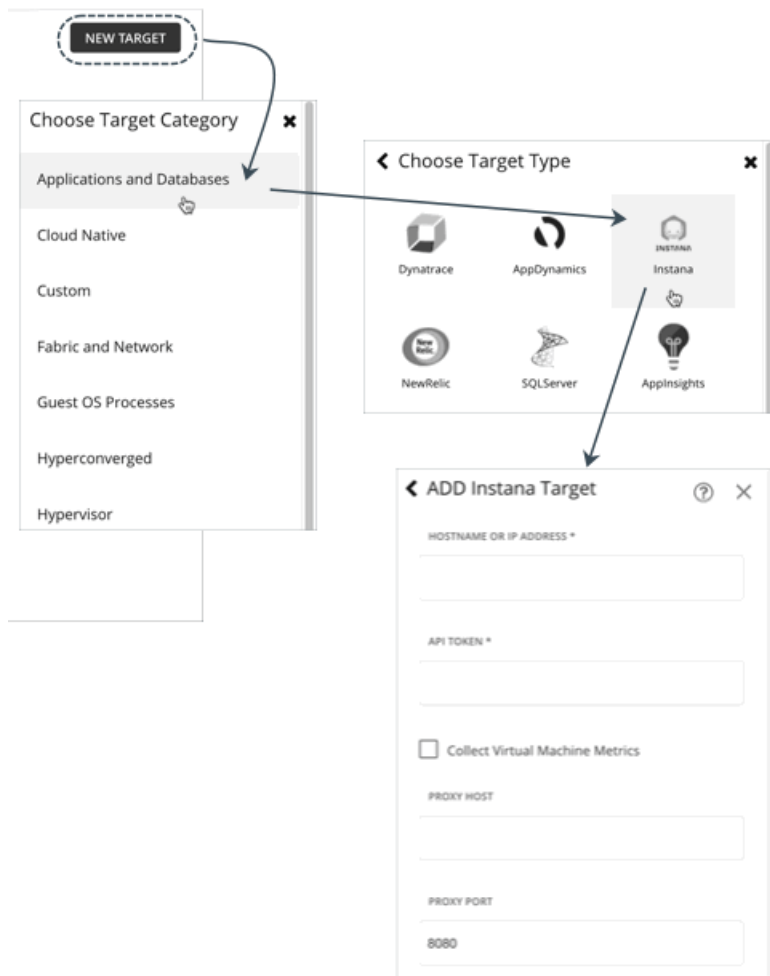 NEW TARGET
Choose Target Category
Applications and Databases
Cloud Native
Custom
Fabric and Network
Guest OS Processes
Hyperconverged
Hypervisor
Choose Target Type
Dynatrace
AppDynamics
INSTANA
Instana
New
Relic.
NewRelic
SQLServer
AppInsights
ADD Instana Target
HOSTNAME OR IP ADDRESS *
API TOKEN *
Collect Virtual Machine Metrics
PROXY HOST
PROXY PORT
8080